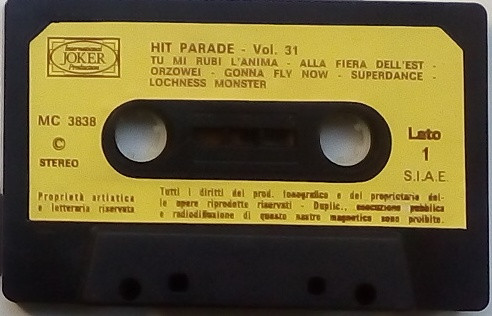 International
JOKER
Production
HIT PARADE - Vol. 31
TU MI RUBI L'ANIMA - ALLA FIERA DELL'EST -
ORZOWEI - GONNA FLY NOW - SUPERDANCE -
LOCHNESS MONSTER
MC 3838
©
STEREO
Lato
1
S.I.A.E
Proprietà artistica
e letteraria riservata
Tutti i diritti del prod. fonografico e del proprietario del-
le opere riprodotte riservati - Duplic., esecuzione pubblica
e radiodiffusione di questo nastro magnetico sono proibite.